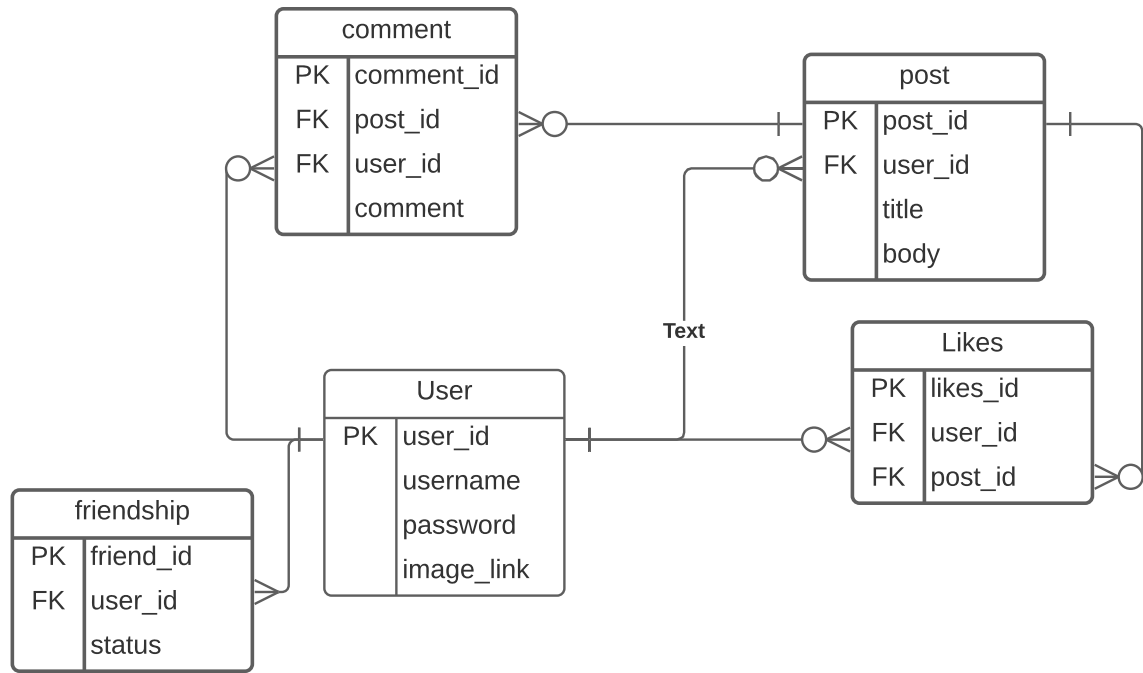 comment
PK comment_id
FK post_id
FK user_id
comment
post
PK post_id
FK user_id
title
body
Text
Likes
PK likes_id
FK user_id
FK post_id
User
PK user_id
username
password
image_link
friendship
PK friend_id
FK user_id
status